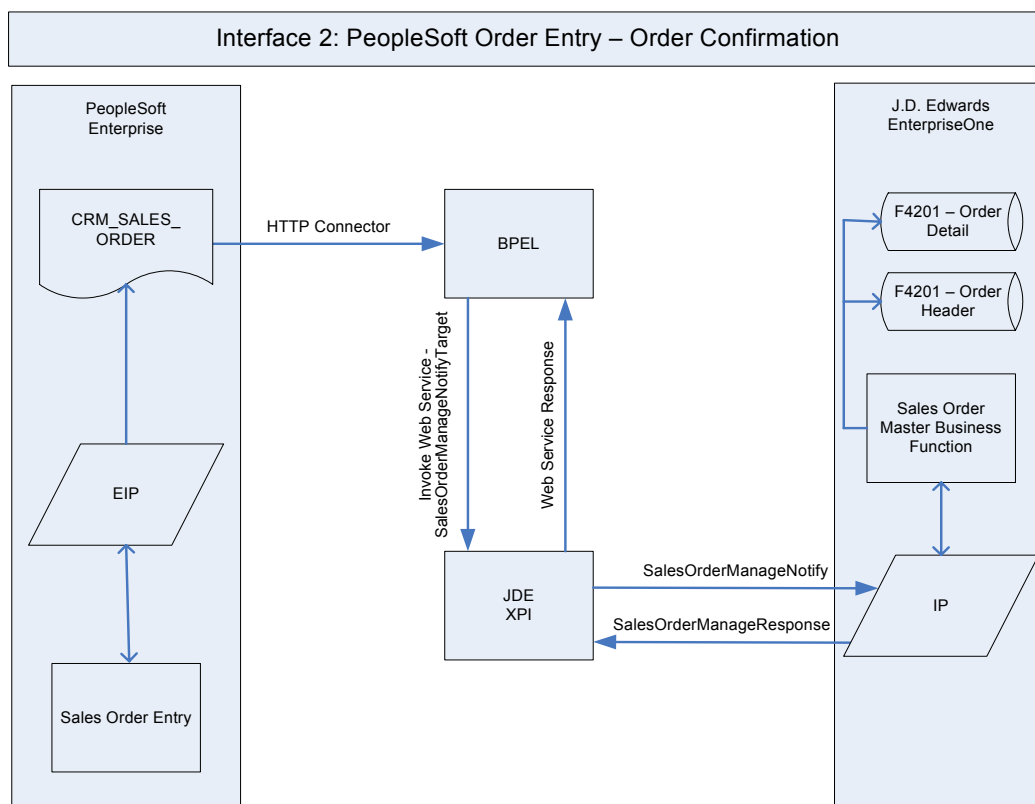 Interface 2: PeopleSoft Order Entry – Order Confirmation
PeopleSoft
Enterprise
CRM_SALES_
ORDER
EIP
Sales Order Entry
HTTP Connector
BPEL
Invoke Web Service -
SalesOrderManageNotifyTarget
Web Service Response
JDE
XPI
SalesOrderManageNotify
SalesOrderManageResponse
J.D. Edwards
EnterpriseOne
F4201 – Order
Detail
F4201 – Order
Header
Sales Order
Master Business
Function
IP